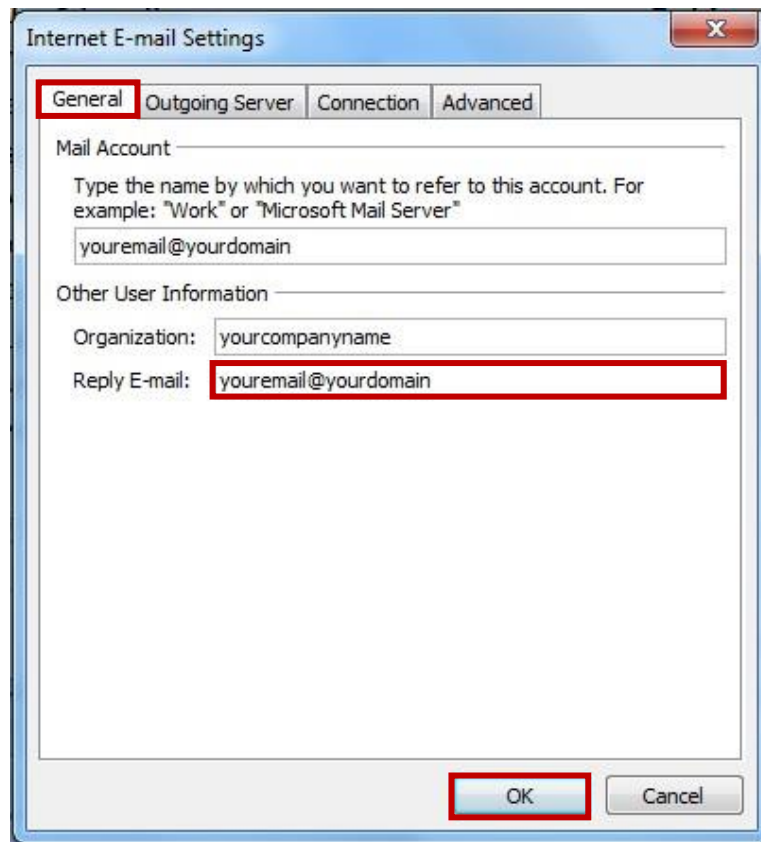 Internet E-mail Settings
General Outgoing Server Connection Advanced
Mail Account
Type the name by which you want to refer to this account. For
example: "Work" or "Microsoft Mail Server"
youremail@yourdomain
Other User Information
Organization: yourcompanyname
Reply E-mail: youremail@yourdomain
OK Cancel